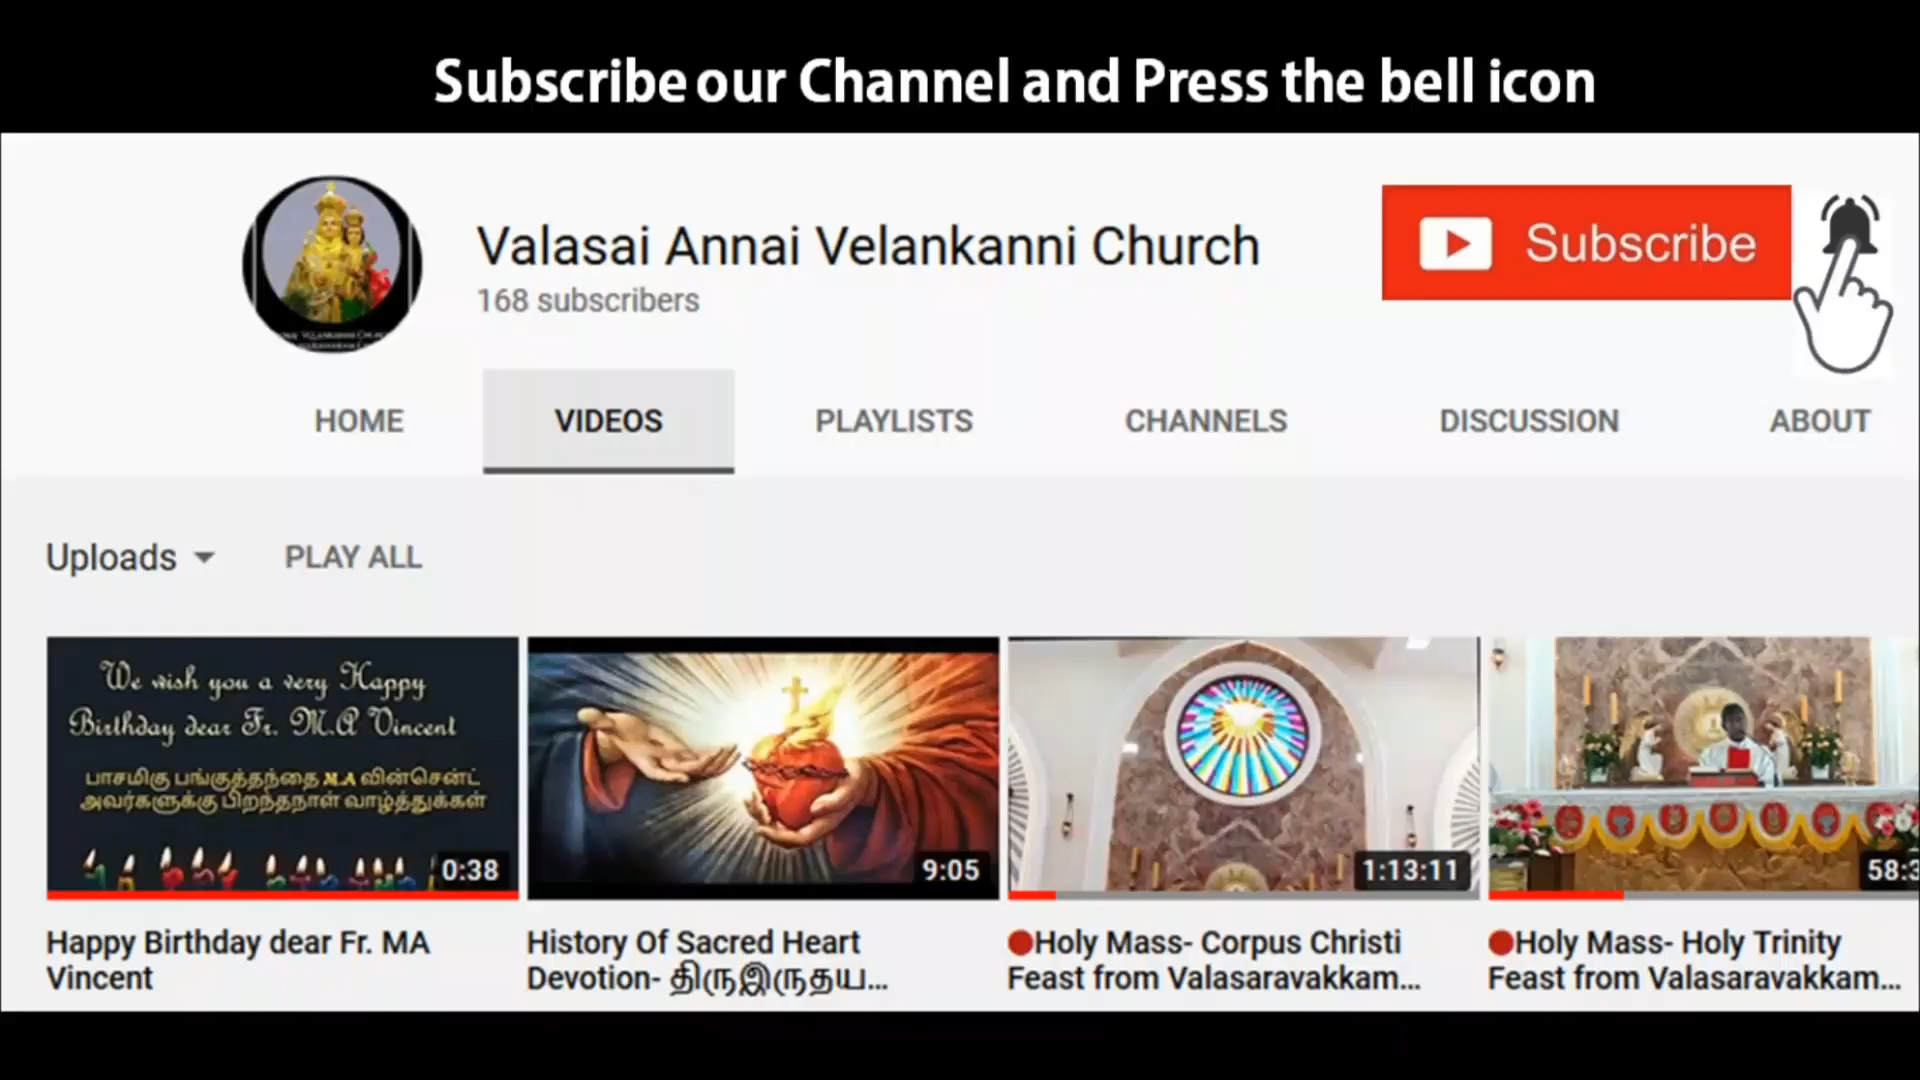 Subscribe our Channel and Press the bell icon
Valasai Annai Velankanni Church
168 subscribers
Subscribe
HOME
VIDEOS
PLAYLISTS
CHANNELS
DISCUSSION
ABOUT
Uploads
PLAY ALL
We wish you a very Happy
Birthday dear Fr. M.A Vincent
பாசமிகு பங்குத்தந்தை M.A வின்சென்ட்
அவர்களுக்கு பிறந்தநாள் வாழ்த்துக்கள்
0:38
9:05
1:13:11
58:3
Happy Birthday dear Fr. MA
Vincent
History Of Sacred Heart
Devotion- திருஇருதய...
Holy Mass- Corpus Christi
Feast from Valasaravakkam...
Holy Mass- Holy Trinity
Feast from Valasaravakkam...